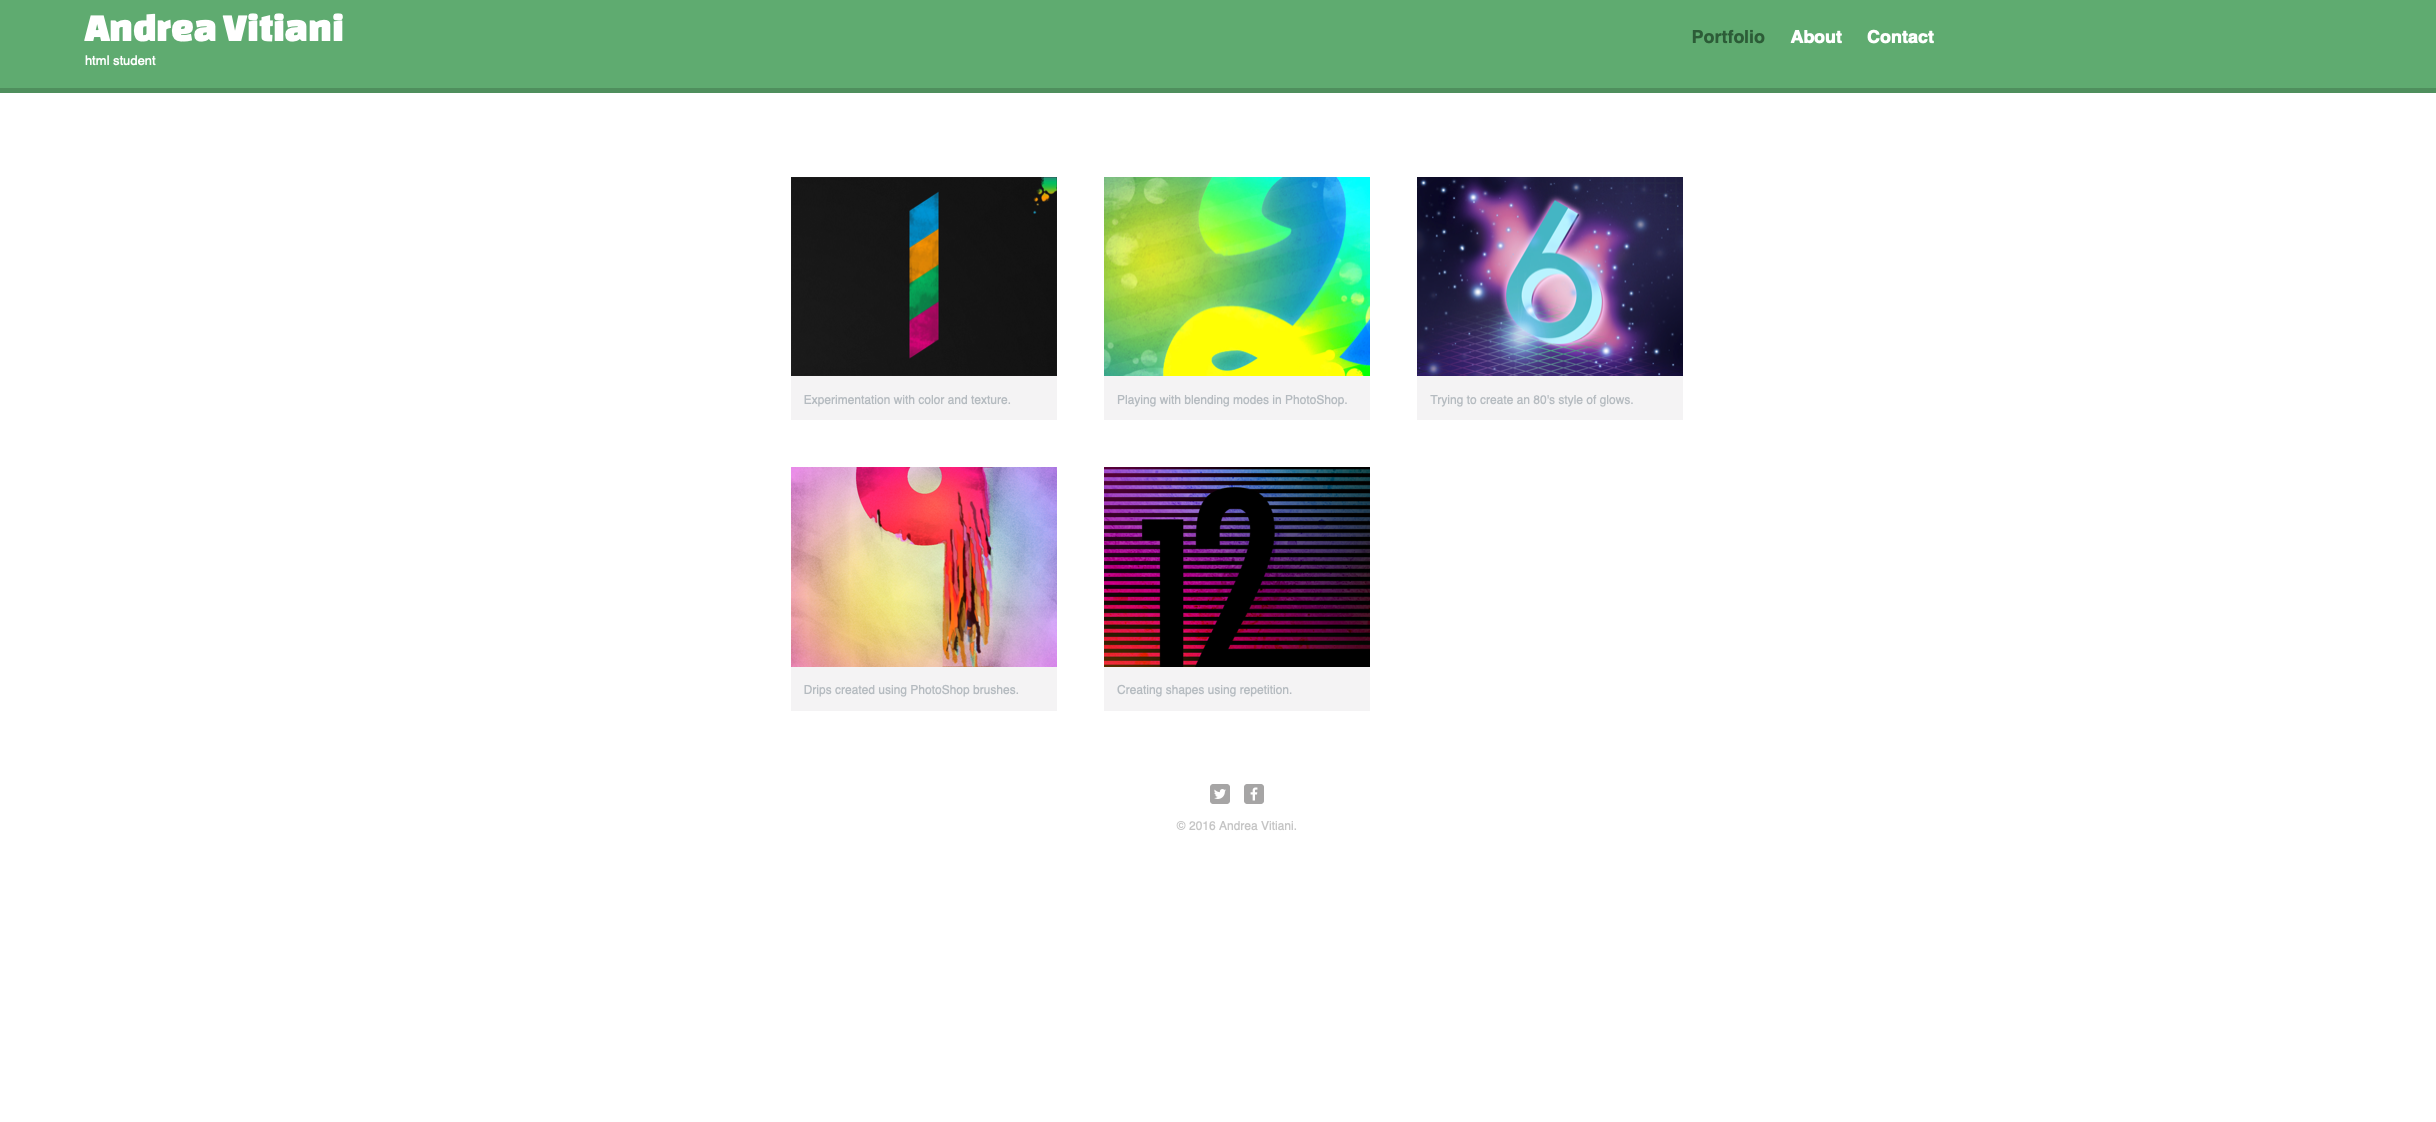 Andrea Vitiani
html student
Portfolio About Contact
Experimentation with color and texture.
2
Playing with blending modes in PhotoShop.
6
Trying to create an 80's style of glows.
9
Drips created using PhotoShop brushes.
12
Creating shapes using repetition.
© 2016 Andrea Vitiani.